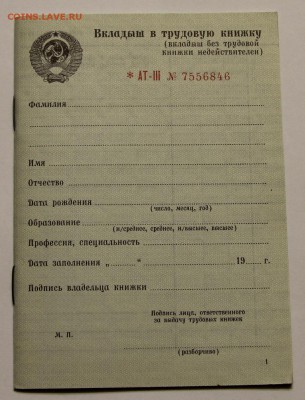 COINS.LAVE.RU
Вкладыш в трудовую книжку
(вкладыш без трудовой
книжки недействителен)
* АТ-III № 7556846
Фамилия
Имя
Отчество
Дата рождения
(число, месяц, год)
Образование
(н/среднее, среднее, н/высшее, высшее)
Профессия, специальность
Дата заполнения „ “ 19 г.
Подпись владельца книжки
Подпись лица, ответственного
за выдачу трудовых книжек
М. П.
(разборчиво)
1